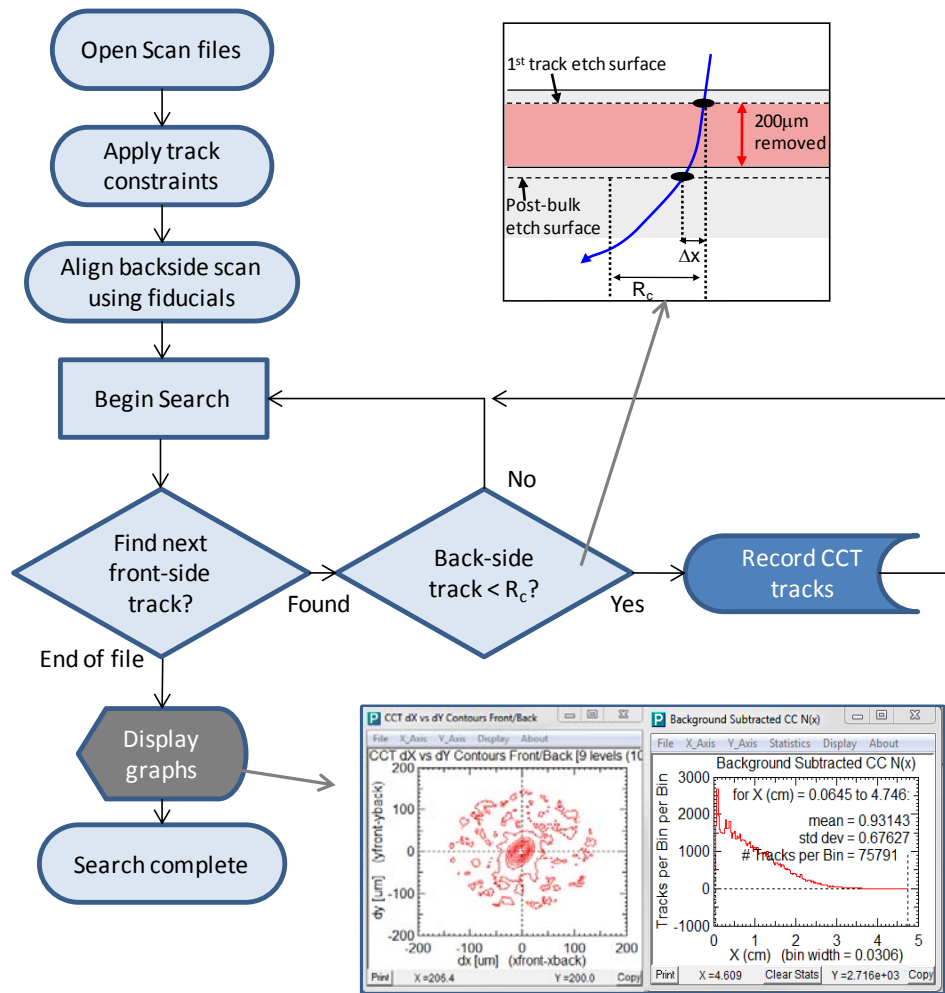 Open Scan files
Apply track
constraints
Align backside scan
using fiducials
Begin Search
Find next
front-side
track?
Found
End of file
Display
graphs
Search complete
No
Back-side
track < Rc?
Yes
Record CCT
tracks
1st track etch surface
200μm
removed
Post-bulk
etch surface
Δx
Rc
CCT dX vs dY Contours Front/Back
File X_Axis Y_Axis Display About
CCT dX vs dY Contours Front/Back [9 levels (10
200
100
0
-100
-200
dy [um] (yfront-yback)
-200 -100 0 100 200
dx [um] (xfront-xback)
Print X =206.4 Y =200.0 Copy
Background Subtracted CC N(x)
File X_Axis Y_Axis Statistics Display About
Background Subtracted CC N(x)
for X (cm) = 0.0645 to 4.746
mean = 0.93143
std dev = 0.67627
# Tracks per Bin = 75791
3000
2000
1000
0
-1000
Tracks per Bin per Bin
0 1 2 3 4 5
X (cm) (bin width = 0.0306)
Print X =4.609 Clear Stats Y =2.716e+03 Copy